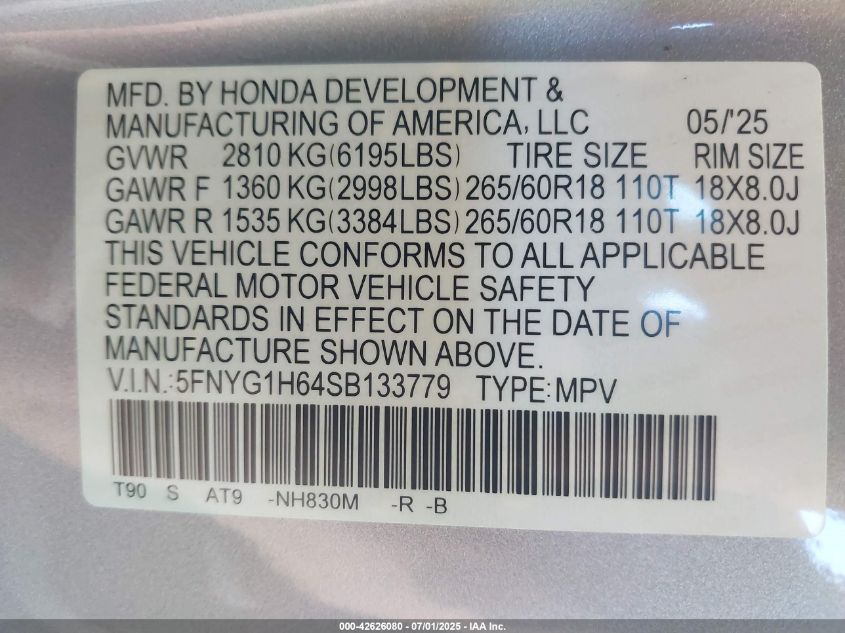 MFD. BY HONDA DEVELOPMENT &
MANUFACTURING OF AMERICA, LLC 05/'25
GVWR 2810 KG(6195LBS) TIRE SIZE RIM SIZE
GAWR F 1360 KG(2998LBS) 265/60R18 110T 18X8.0J
GAWR R 1535 KG(3384LBS) 265/60R18 110T 18X8.0J
THIS VEHICLE CONFORMS TO ALL APPLICABLE
FEDERAL MOTOR VEHICLE SAFETY
STANDARDS IN EFFECT ON THE DATE OF
MANUFACTURE SHOWN ABOVE.
V.I.N.:5FNYG1H64SB133779 TYPE:MPV
T90 S AT9 -NH830M -R -B
000-42626080 - 07/01/2025 - IAA Inc.